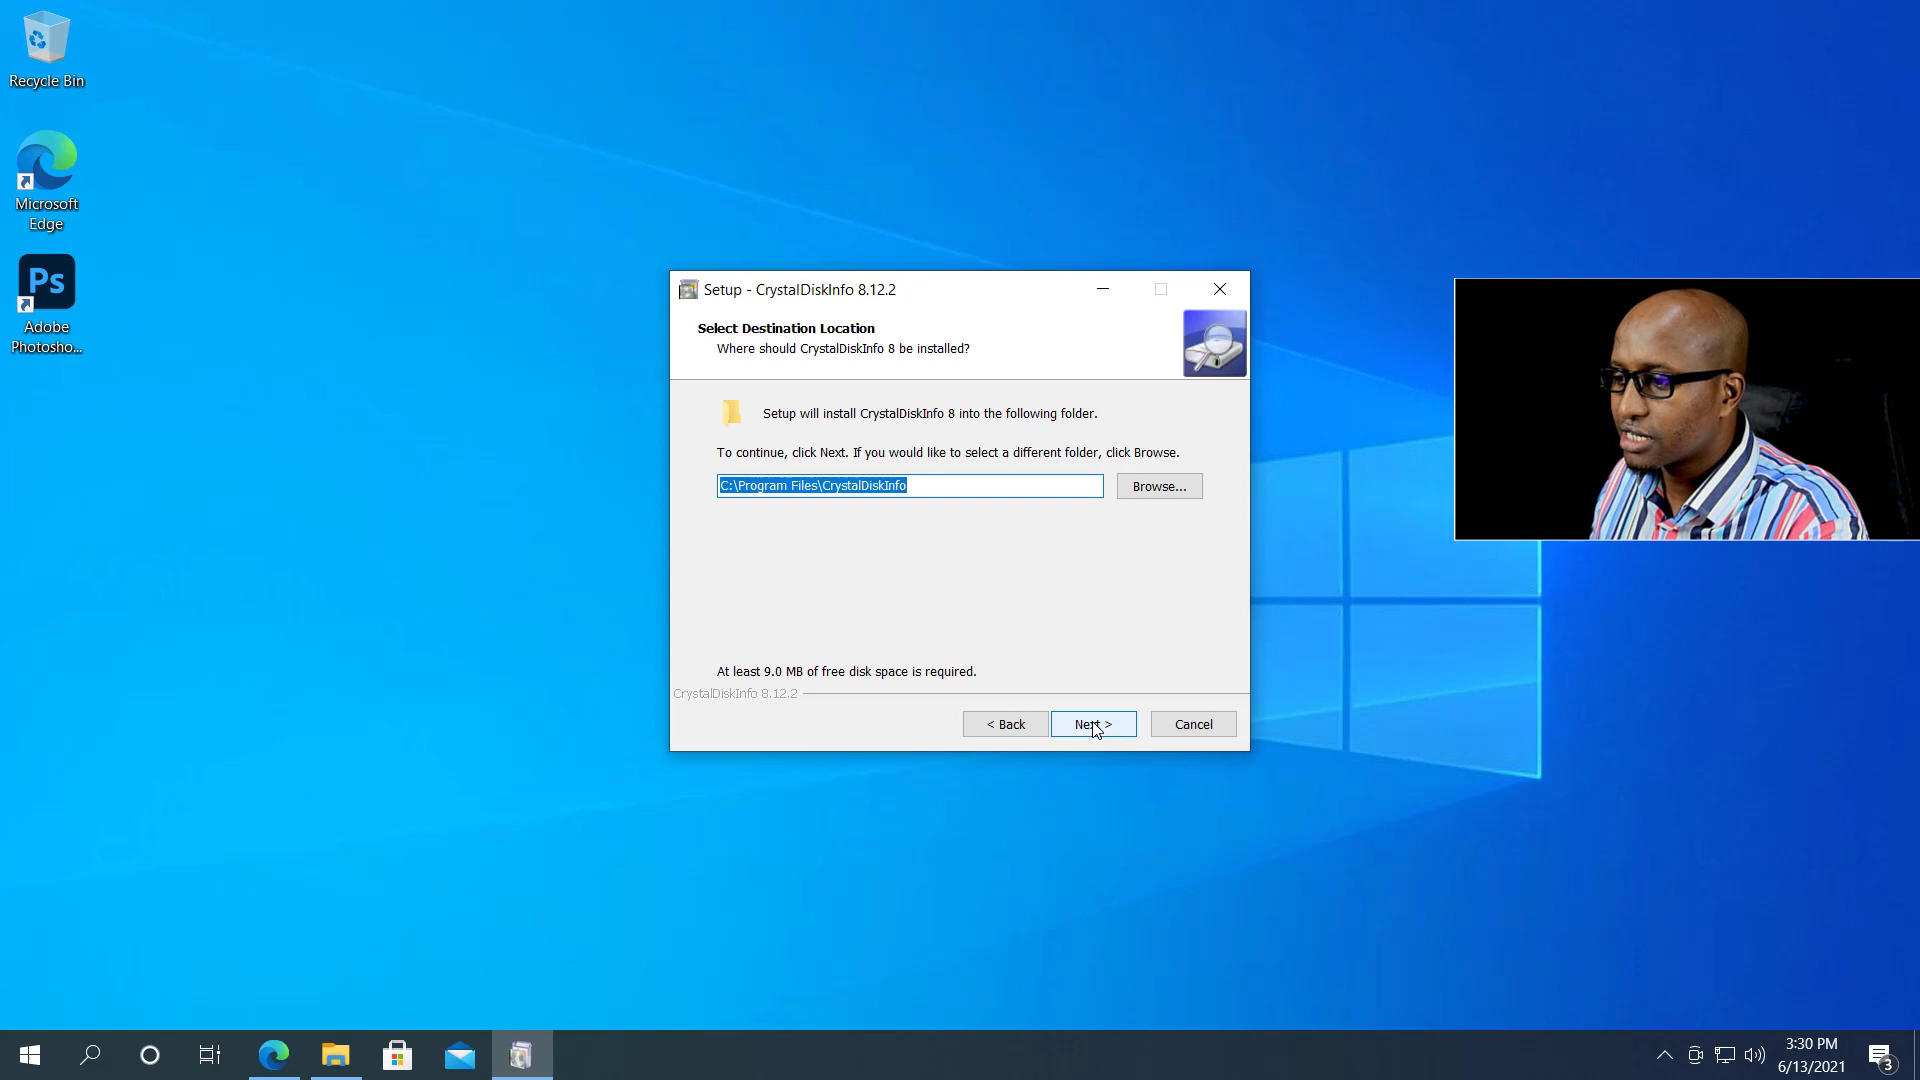 Recycle Bin
Microsoft
Edge
Ps
Adobe
Photosho...
Setup - CrystalDiskInfo 8.12.2
Select Destination Location
Where should CrystalDiskInfo 8 be installed?
Setup will install CrystalDiskInfo 8 into the following folder.
To continue, click Next. If you would like to select a different folder, click Browse.
C:\Program Files\CrystalDiskInfo
Browse...
At least 9.0 MB of free disk space is required.
CrystalDiskInfo 8.12.2
< Back
Next >
Cancel
3:30 PM
6/13/2021
3